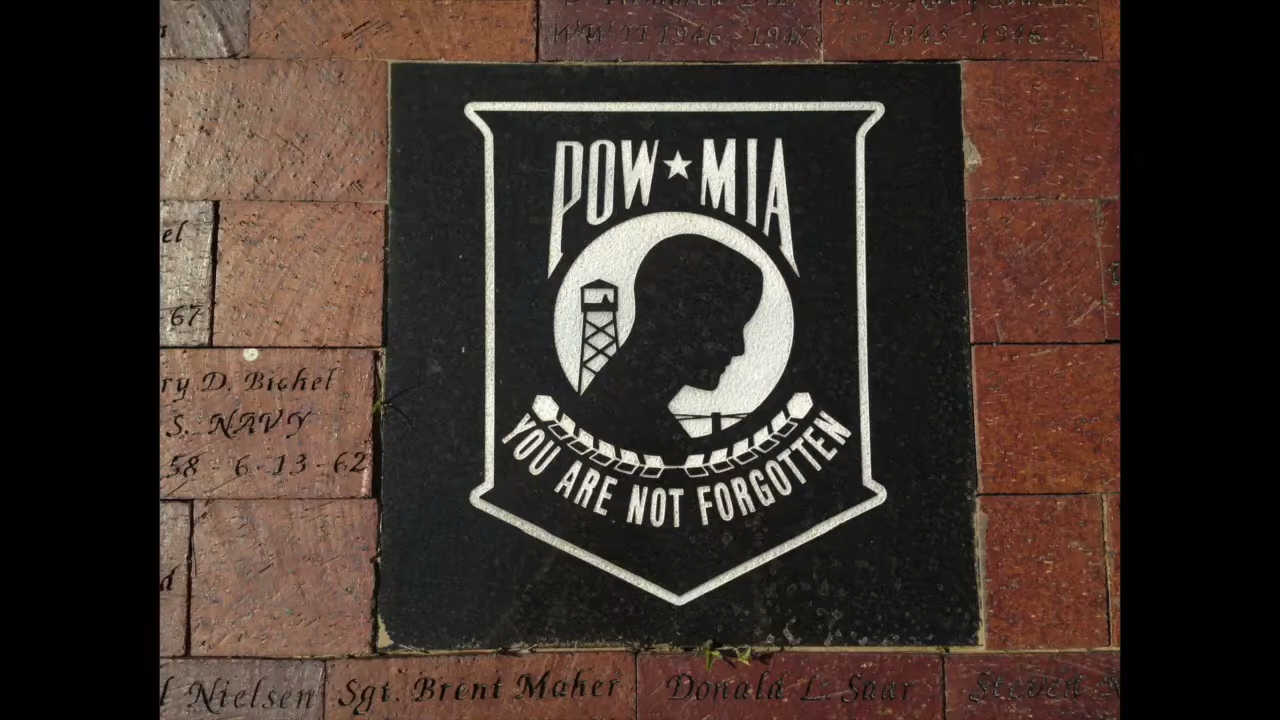 WW II 1946 - 1947
1943 - 1946
POW ★ MIA
el
67
ry D. Bickel
S. NAVY
58 - 6-13-62
YOU ARE NOT FORGOTTEN
d
l Nielsen
Sgt. Brent Maher
Donald L. Saar
Steven